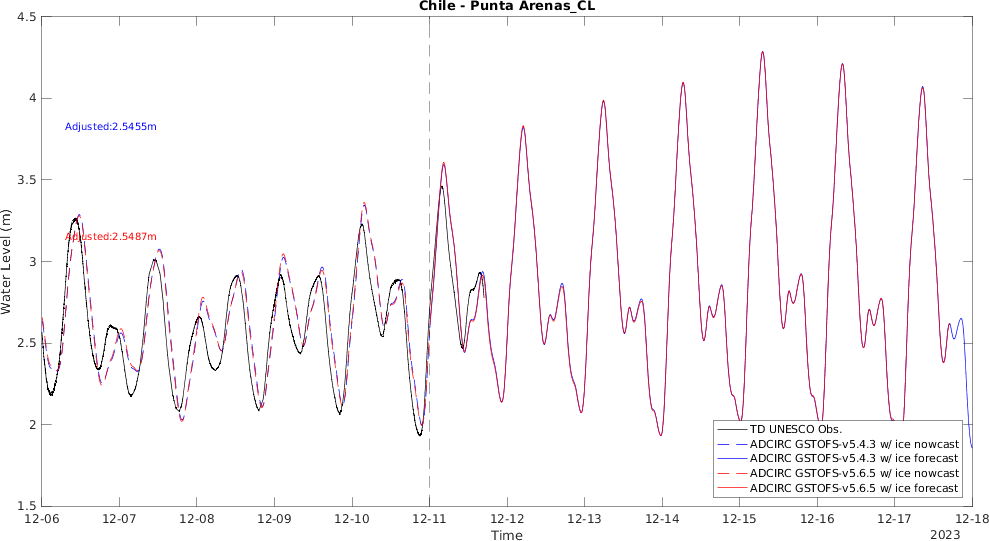 Chile - Punta Arenas_CL
4.5
4
3.5
3
2.5
2
1.5
Water Level (m)
Adjusted:2.5455m
Adjusted:2.5487m
TD UNESCO Obs.
ADCIRC GSTOFS-v5.4.3 w/ ice nowcast
ADCIRC GSTOFS-v5.4.3 w/ ice forecast
ADCIRC GSTOFS-v5.6.5 w/ ice nowcast
ADCIRC GSTOFS-v5.6.5 w/ ice forecast
12-06 12-07 12-08 12-09 12-10 12-11 12-12 12-13 12-14 12-15 12-16 12-17 12-18
Time
2023